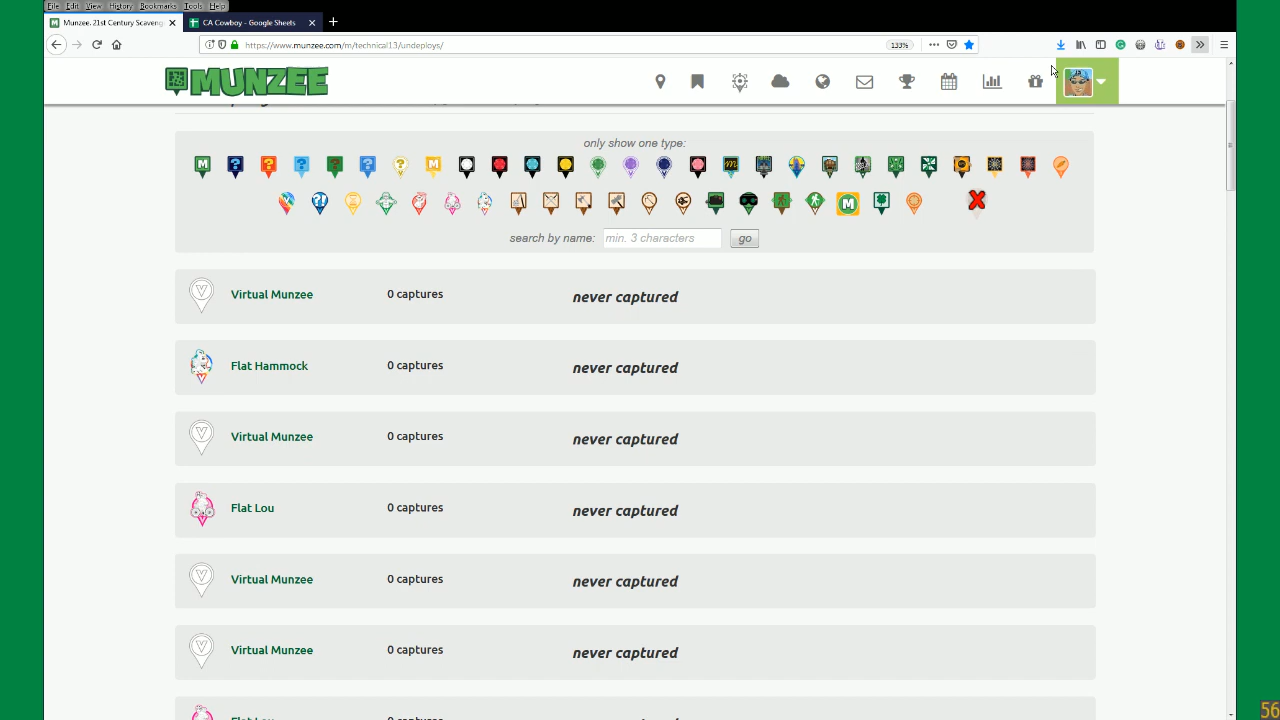 File Edit View History Bookmarks Tools Help
Munzee. 21st Century Scaveng
CA Cowboy - Google Sheets
https://www.munzee.com/m/technical13/undeploys/
133%
MUNZEE
only show one type:
search by name: min. 3 characters go
Virtual Munzee 0 captures never captured
Flat Hammock 0 captures never captured
Virtual Munzee 0 captures never captured
Flat Lou 0 captures never captured
Virtual Munzee 0 captures never captured
Virtual Munzee 0 captures never captured
56